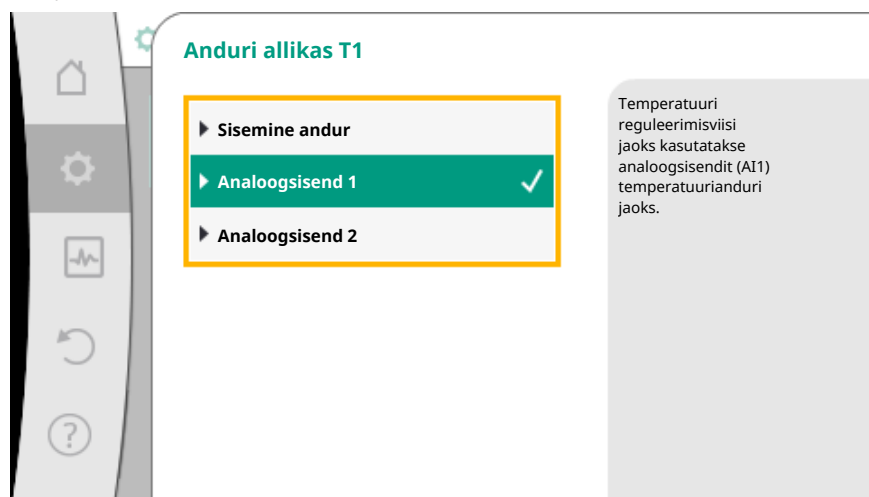 Anduri allikas T1
Sisemine andur
Analoogsisend 1
Analoogsisend 2
Temperatuuri
reguleerimisviisi
jaoks kasutatakse
analoogsisendit (AI1)
temperatuurianduri
jaoks.
?